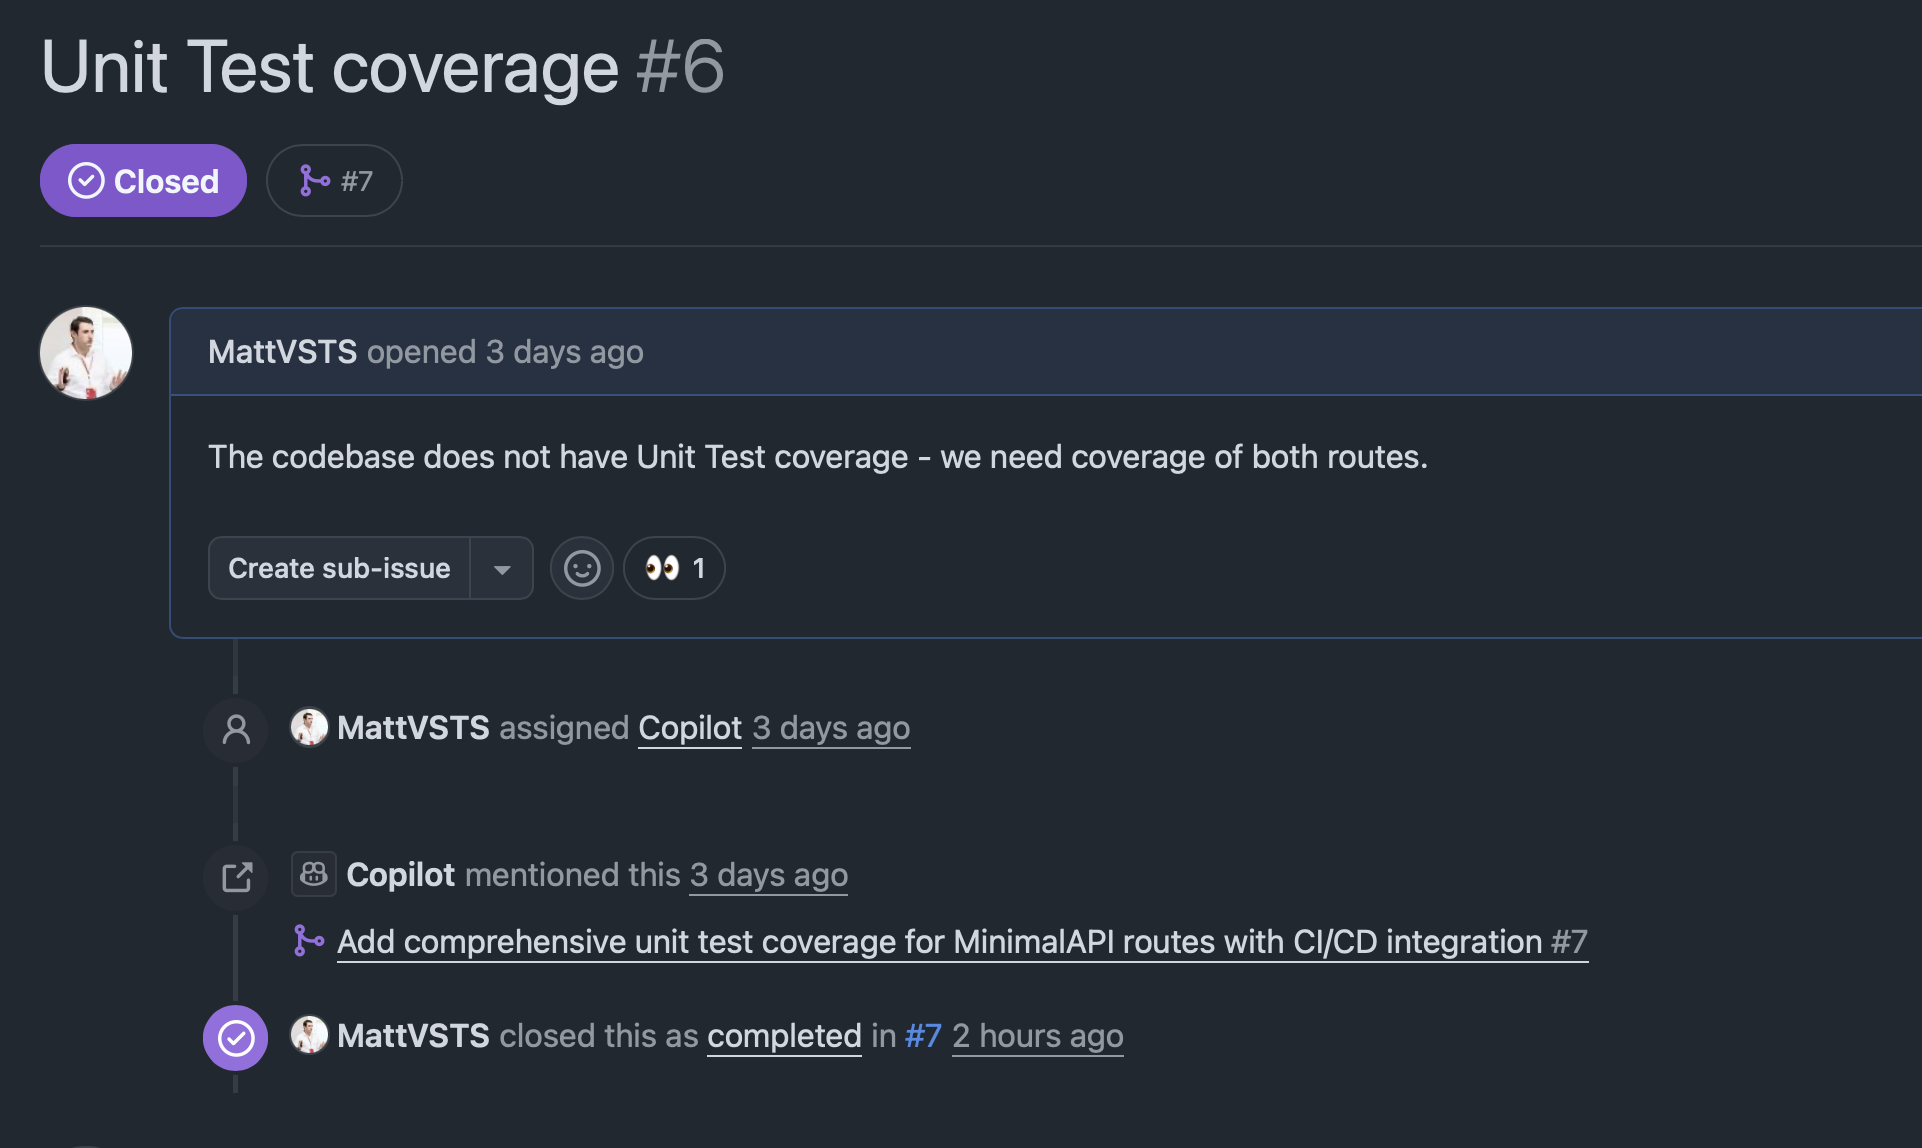 Unit Test coverage #6
Closed
#7
MattVSTS opened 3 days ago
The codebase does not have Unit Test coverage - we need coverage of both routes.
Create sub-issue
1
MattVSTS assigned Copilot 3 days ago
Copilot mentioned this 3 days ago
Add comprehensive unit test coverage for MinimalAPI routes with CI/CD integration #7
MattVSTS closed this as completed in #7 2 hours ago